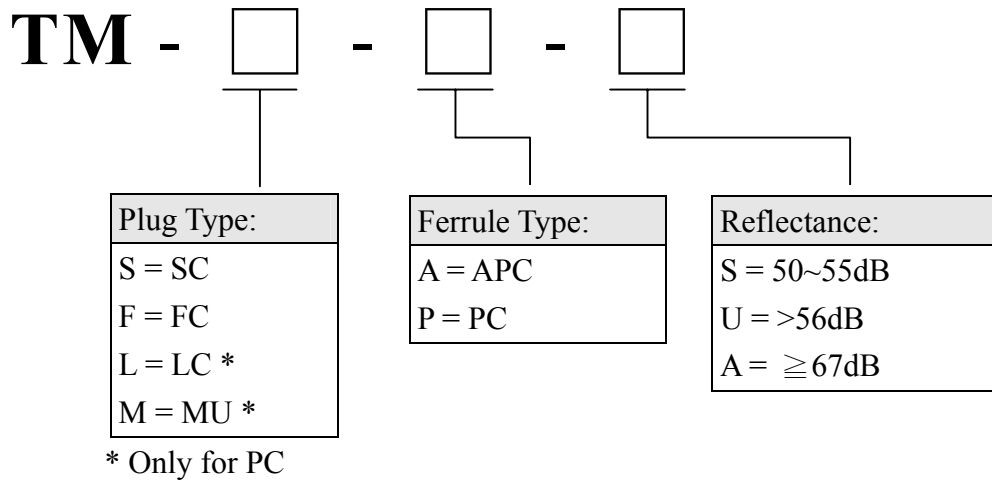 TM - □ - □ - □
Plug Type:
S = SC
F = FC
L = LC *
M = MU *
* Only for PC
Ferrule Type:
A = APC
P = PC
Reflectance:
S = 50~55dB
U = >56dB
A = ≧67dB